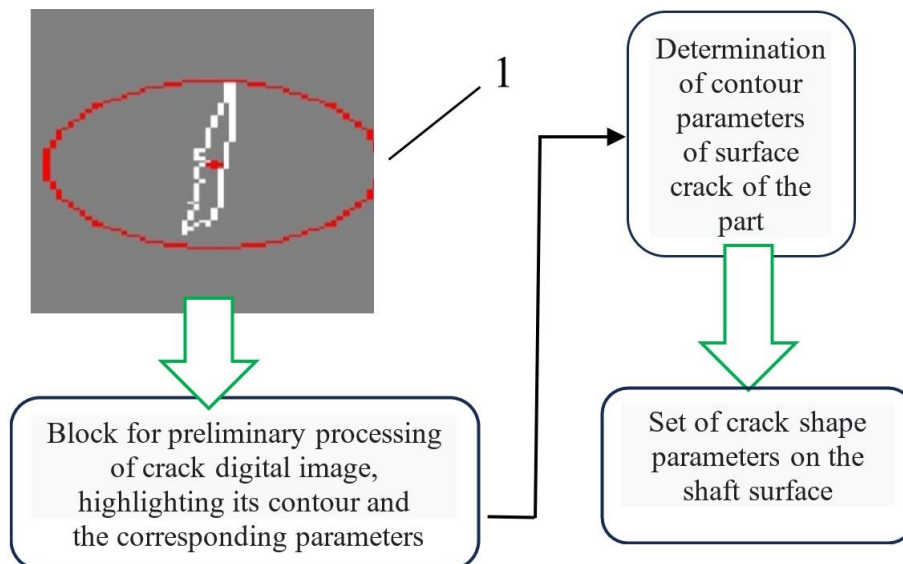 1
Block for preliminary processing
of crack digital image,
highlighting its contour and
the corresponding parameters
Determination
of contour
parameters
of surface
crack of the
part
Set of crack shape
parameters on the
shaft surface